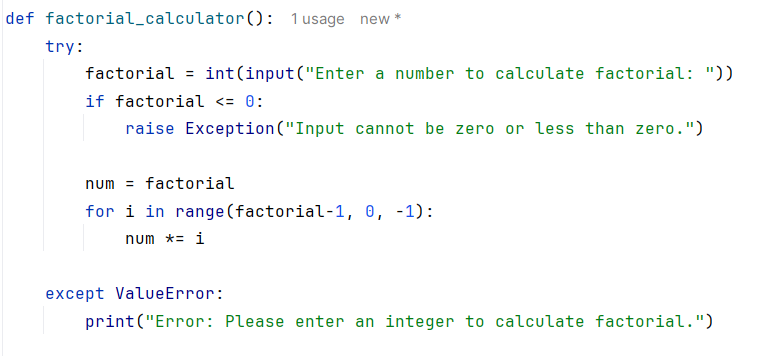 def factorial_calculator(): 1 usage new *
    try:
        factorial = int(input("Enter a number to calculate factorial: "))
        if factorial <= 0:
            raise Exception("Input cannot be zero or less than zero.")

        num = factorial
        for i in range(factorial-1, 0, -1):
            num *= i

    except ValueError:
        print("Error: Please enter an integer to calculate factorial.")